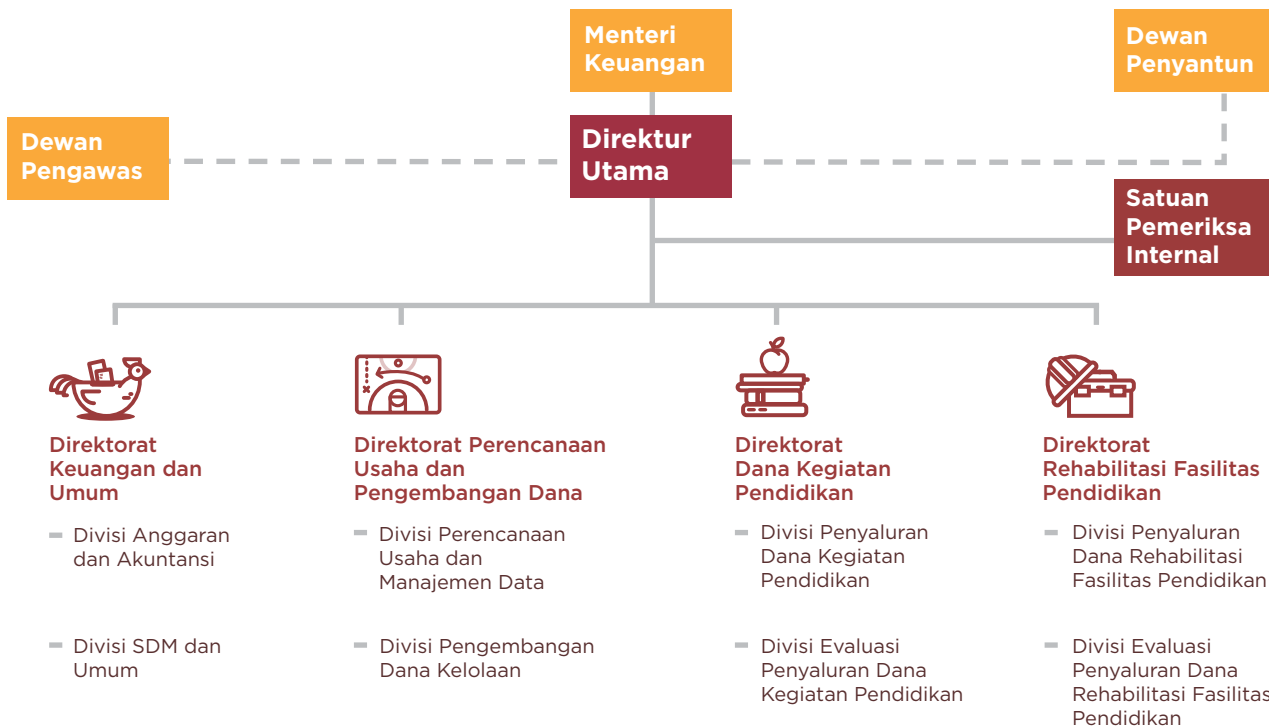 Menteri
Keuangan
Dewan
Penyantun
Dewan
Pengawas
Direktur
Utama
Satuan
Pemeriksa
Internal
Direktorat
Keuangan dan
Umum
Divisi Anggaran
dan Akuntansi
Divisi SDM dan
Umum
Direktorat Perencanaan
Usaha dan
Pengembangan Dana
Divisi Perencanaan
Usaha dan
Manajemen Data
Divisi Pengembangan
Dana Kelolaan
Direktorat
Dana Kegiatan
Pendidikan
Divisi Penyaluran
Dana Kegiatan
Pendidikan
Divisi Evaluasi
Penyaluran Dana
Kegiatan Pendidikan
Direktorat
Rehabilitasi Fasilitas
Pendidikan
Divisi Penyaluran
Dana Rehabilitasi
Fasilitas Pendidikan
Divisi Evaluasi
Penyaluran Dana
Rehabilitasi Fasilitas
Pendidikan